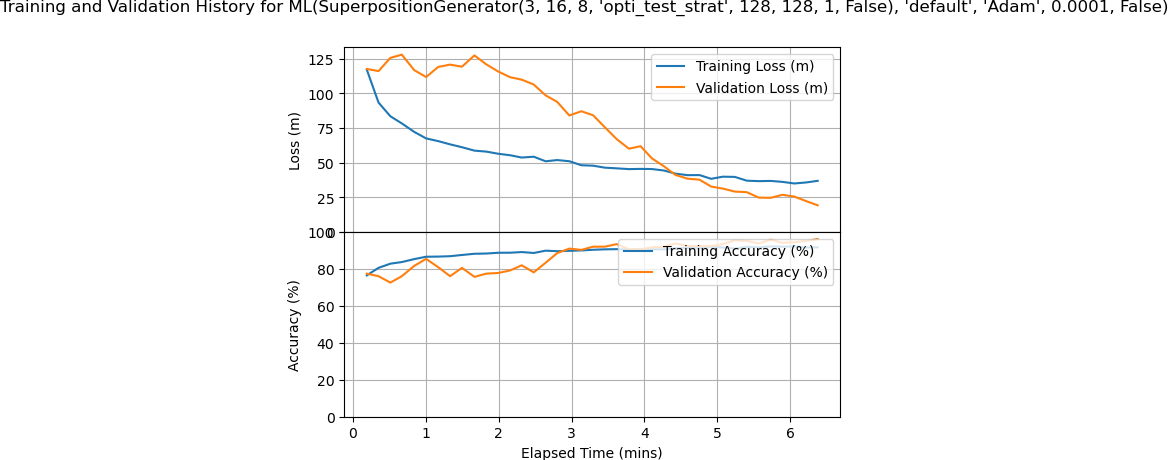 Training and Validation History for ML(SuperpositionGenerator(3, 16, 8, 'opti_test_strat', 128, 128, 1, False), 'default', 'Adam', 0.0001, False)
125
100
75
50
25
0
Loss (m)
Training Loss (m)
Validation Loss (m)
100
80
60
40
20
0
Accuracy (%)
Training Accuracy (%)
Validation Accuracy (%)
0 1 2 3 4 5 6
Elapsed Time (mins)